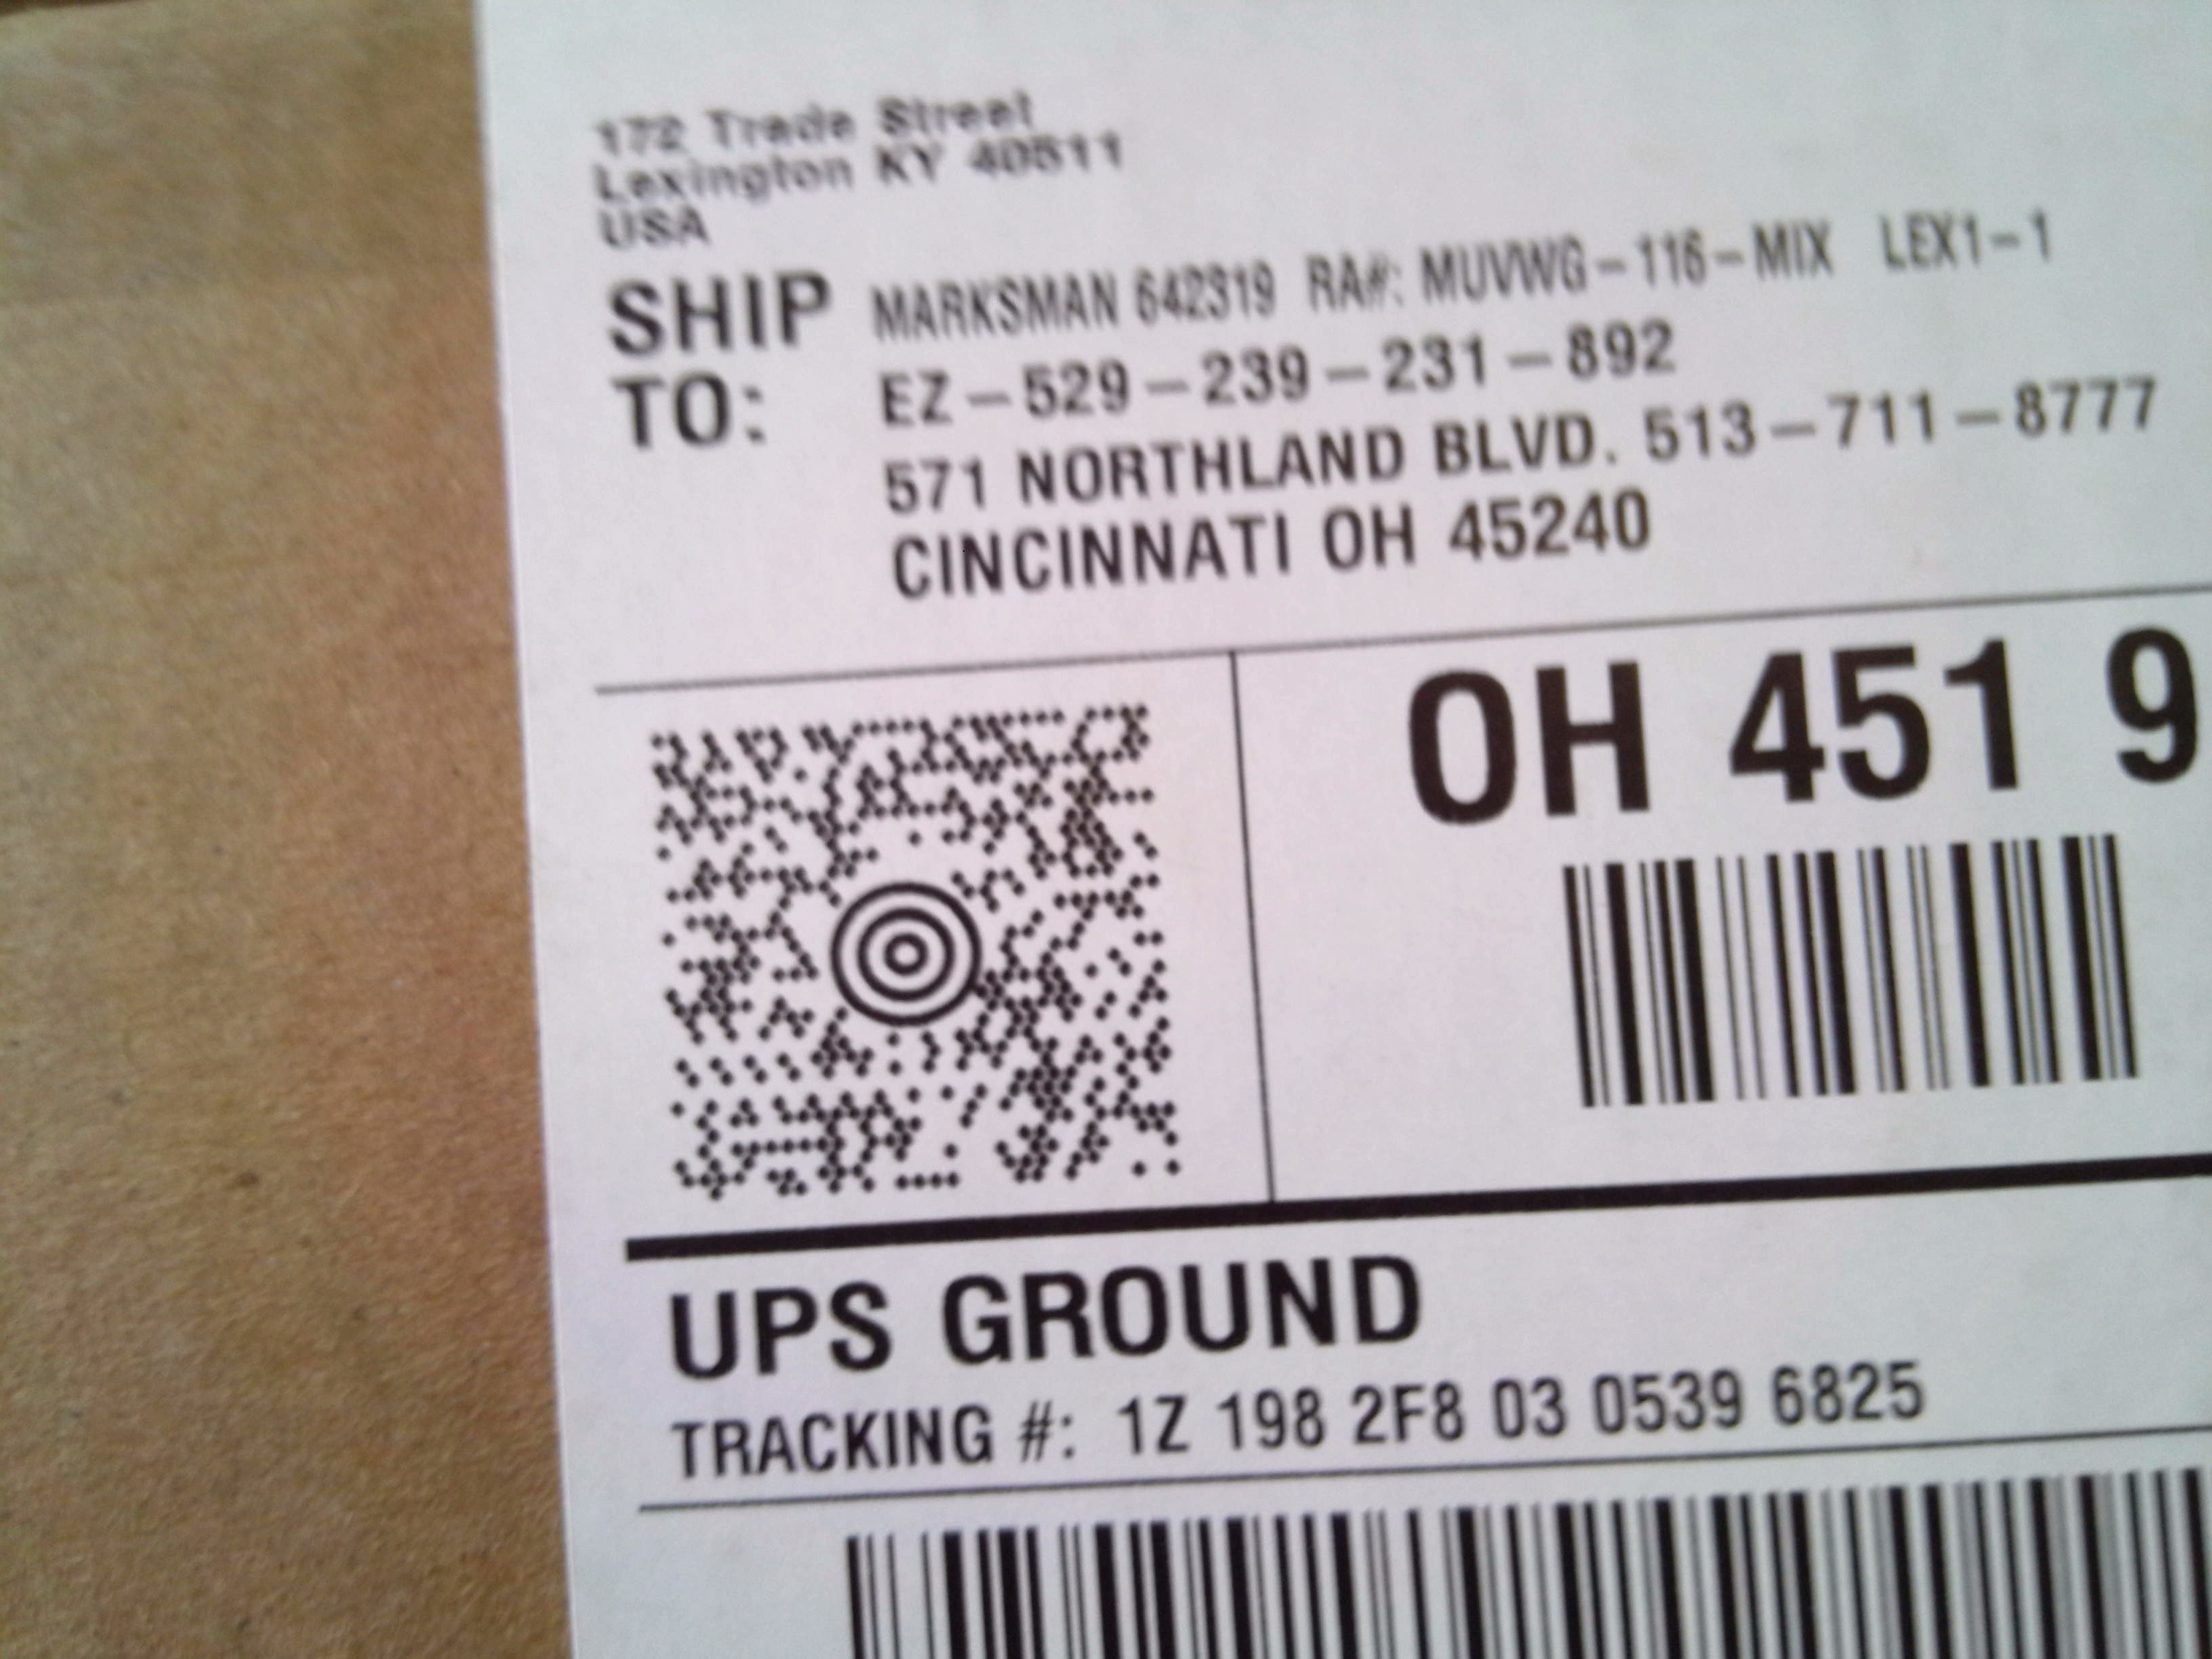 172 Trade Street
Lexington KY 40511
USA
SHIP TO: MARKSMAN 642319 RA#: MUVWG-116-MIX LEX1-1
EZ-529-239-231-892
571 NORTHLAND BLVD. 513-711-8777
CINCINNATI OH 45240
OH 451 9
UPS GROUND
TRACKING #: 1Z 198 2F8 03 0539 6825